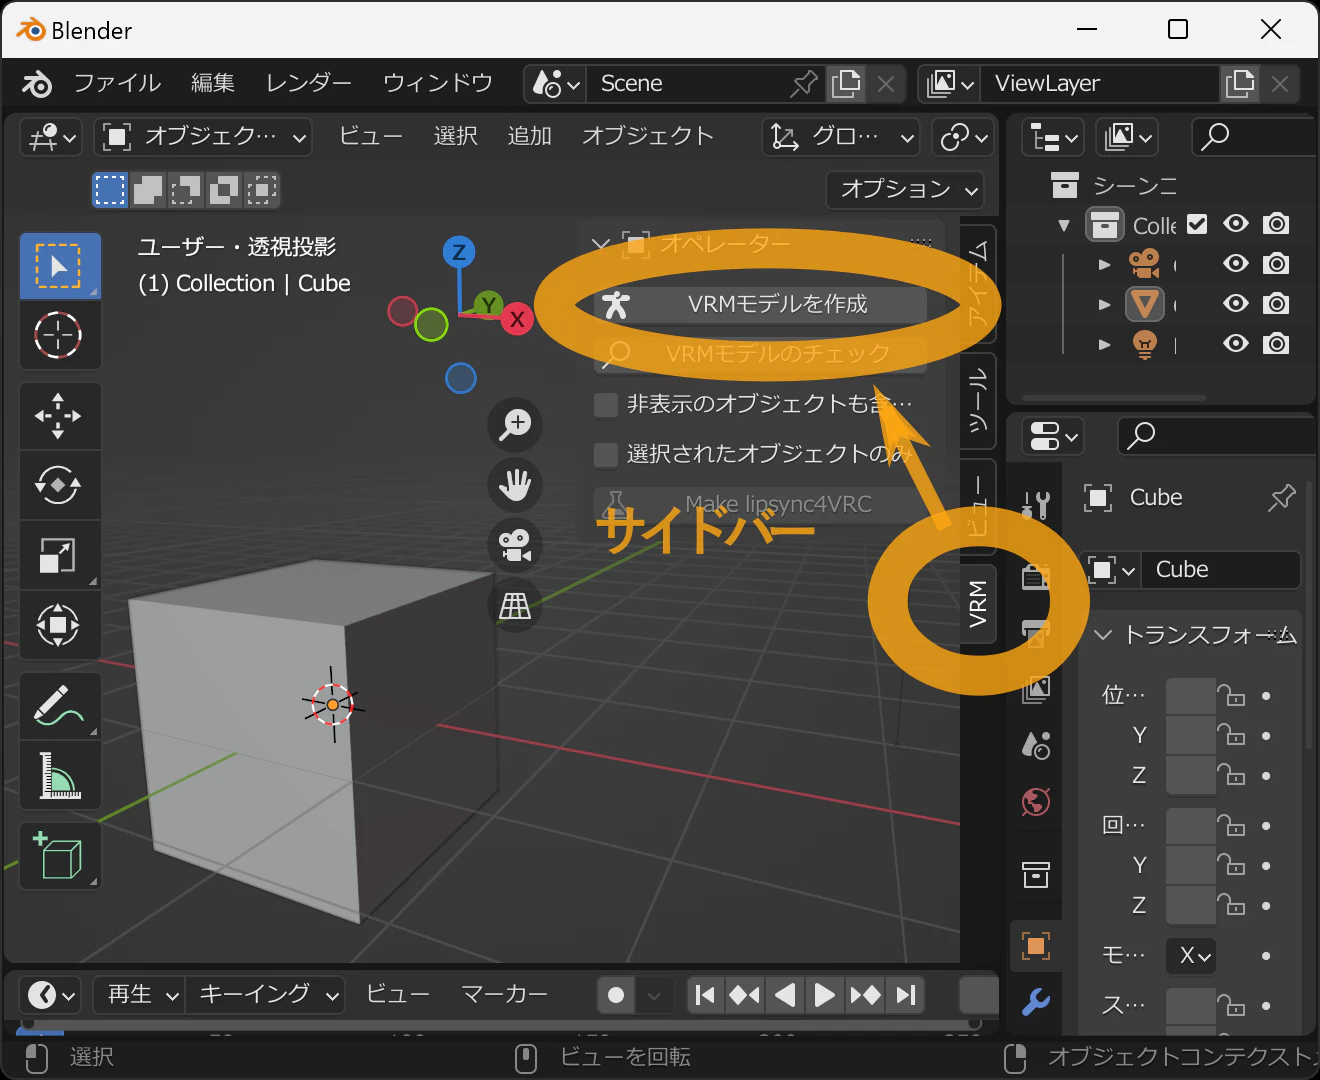 Blender
ファイル 編集 レンダー ウィンドウ Scene ViewLayer
オブジェク… ビュー 選択 追加 オブジェクト グロ…
オプション
シーンニ
Colle
ユーザー・透視投影
(1) Collection | Cube
Z
Y
X
オペレーター
VRMモデルを作成
VRMモデルのチェック
非表示のオブジェクトも含…
選択されたオブジェクトのみ
Make lipsync4VRC
サイドバー
アイテム
ツール
ビュー
VRM
Cube
Cube
トランスフォーム
位…
Y
Z
回…
Y
Z
モ… X
ス…
再生 キーイング ビュー マーカー
選択 ビューを回転 オブジェクトコンテクスト